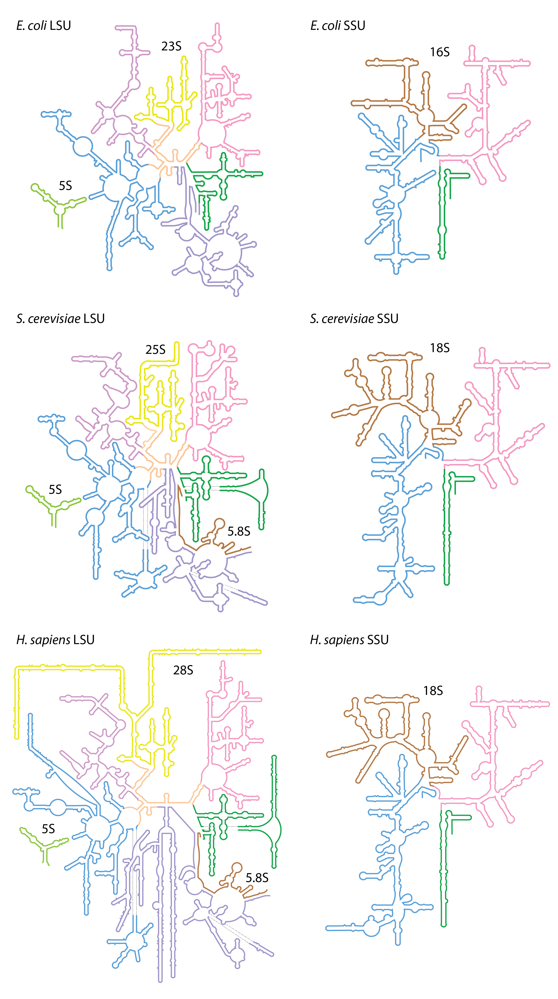 E. coli LSU
E. coli SSU
23S
16S
5S
S. cerevisiae LSU
S. cerevisiae SSU
25S
18S
5S
5.8S
H. sapiens LSU
H. sapiens SSU
28S
18S
5S
5.8S